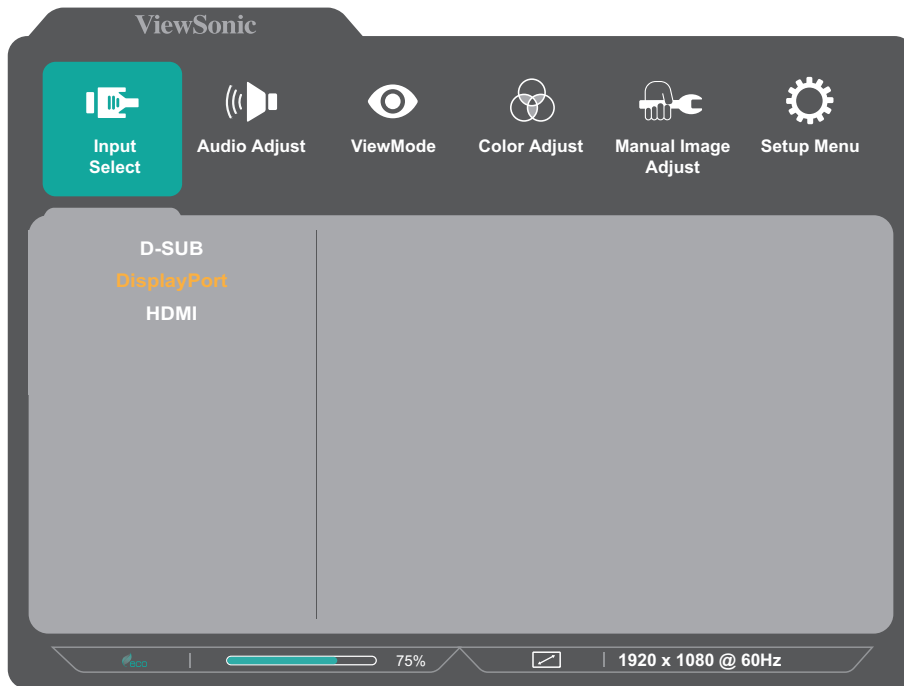 ViewSonic
Input
Select
Audio Adjust
ViewMode
Color Adjust
Manual Image
Adjust
Setup Menu
D-SUB
DisplayPort
HDMI
eco
75%
1920 x 1080 @ 60Hz